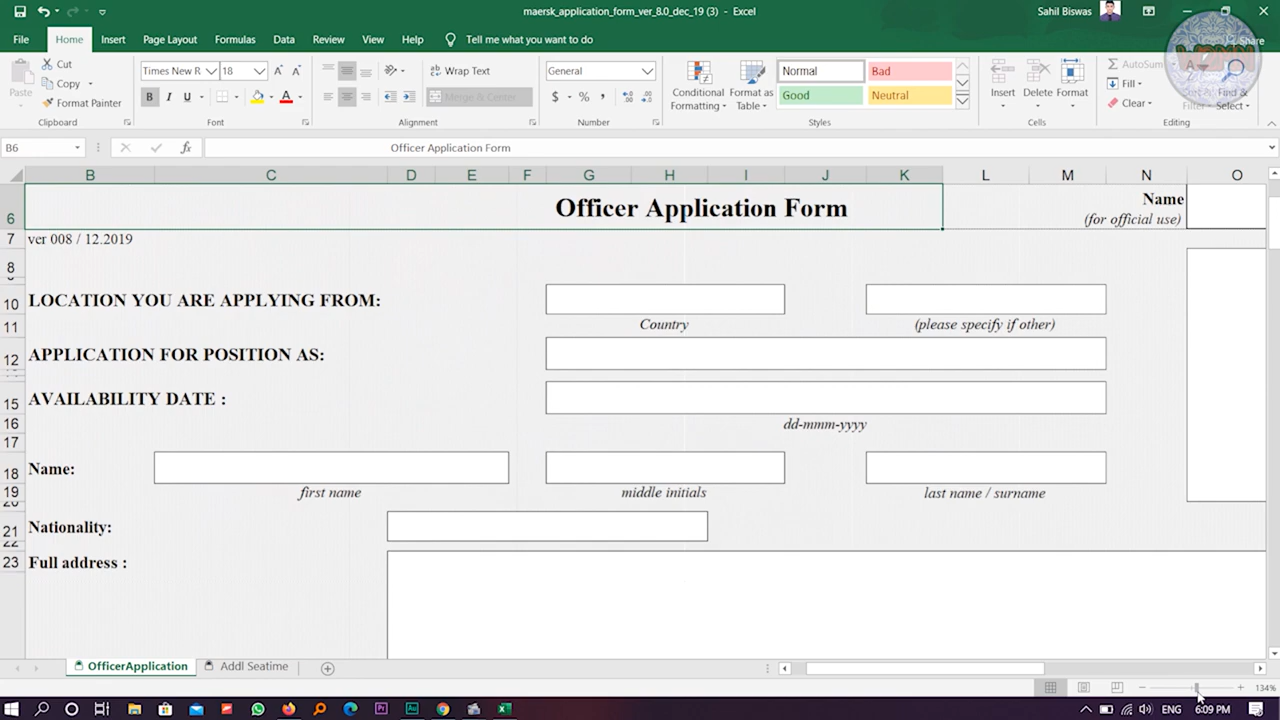 maersk_application_form_ver_8.0_dec_19 (3) - Excel
Sahil Biswas
File Home Insert Page Layout Formulas Data Review View Help Tell me what you want to do Share
Paste
Cut
Copy
Format Painter
Clipboard
Times New R 18
B I U
Font
Wrap Text
Merge & Center
Alignment
General
$ % ,
Number
Conditional Formatting
Format as Table
Normal Bad
Good Neutral
Styles
Insert Delete Format
Cells
AutoSum
Fill
Clear
Find & Select
Editing
B6 fx Officer Application Form
B C D E F G H I J K L M N O
6 Officer Application Form Name
(for official use)
7 ver 008 / 12.2019
8
10 LOCATION YOU ARE APPLYING FROM:
11 Country (please specify if other)
12 APPLICATION FOR POSITION AS:
15 AVAILABILITY DATE :
16 dd-mmm-yyyy
17
18 Name:
19 first name middle initials last name / surname
21 Nationality:
22
23 Full address :
OfficerApplication Addl Seatime
134%
ENG 6:09 PM